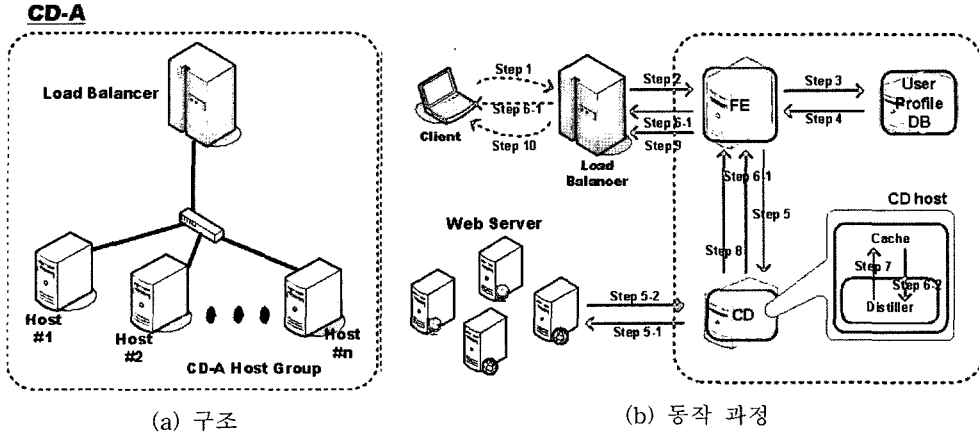 CD-A
Load Balancer
Host
#1
Host
#2
Host
#n
CD-A Host Group
(a) 구조
Step 1
Step 6-1
Step 10
Client
Load
Balancer
Step 2
Step 6-1
Step 9
FE
Step 3
Step 4
User
Profile
DB
Step 6-1
Step 5
Step 8
Web Server
Step 5-2
Step 5-1
CD
CD host
Cache
Step 7
Step 6-2
Distiller
(b) 동작 과정